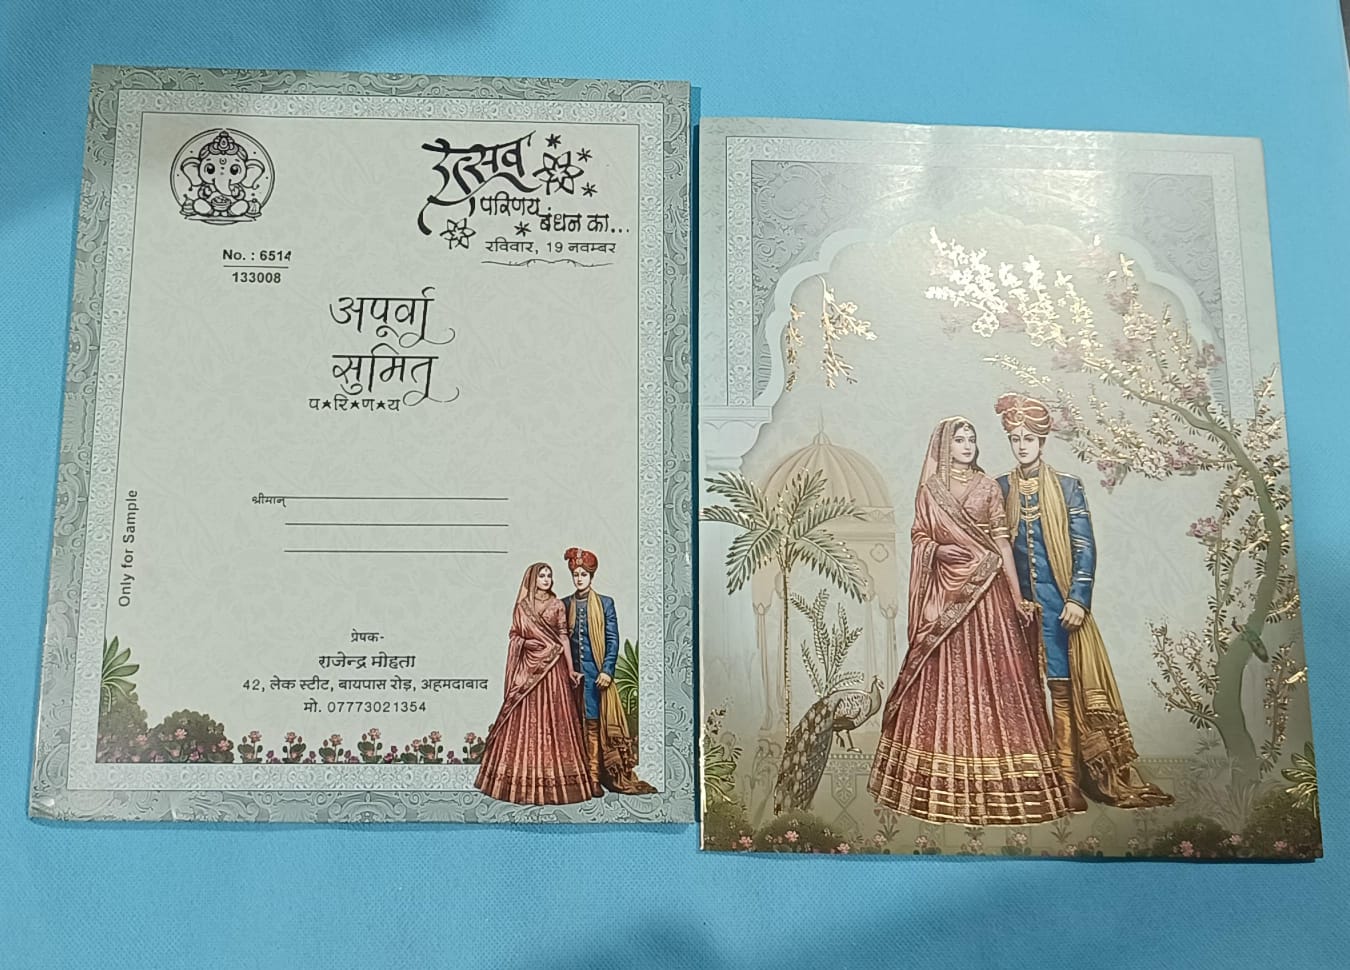 उत्सव
परिणय
बंधन का...
रविवार, 19 नवम्बर
No. : 6514
133008
अपूर्वा
सुमित
प★रि★ण★य
श्रीमान्
Only for Sample
प्रेषक-
राजेन्द्र मोहता
42, लेक स्टीट, बायपास रोड़, अहमदाबाद
मो. 07773021354